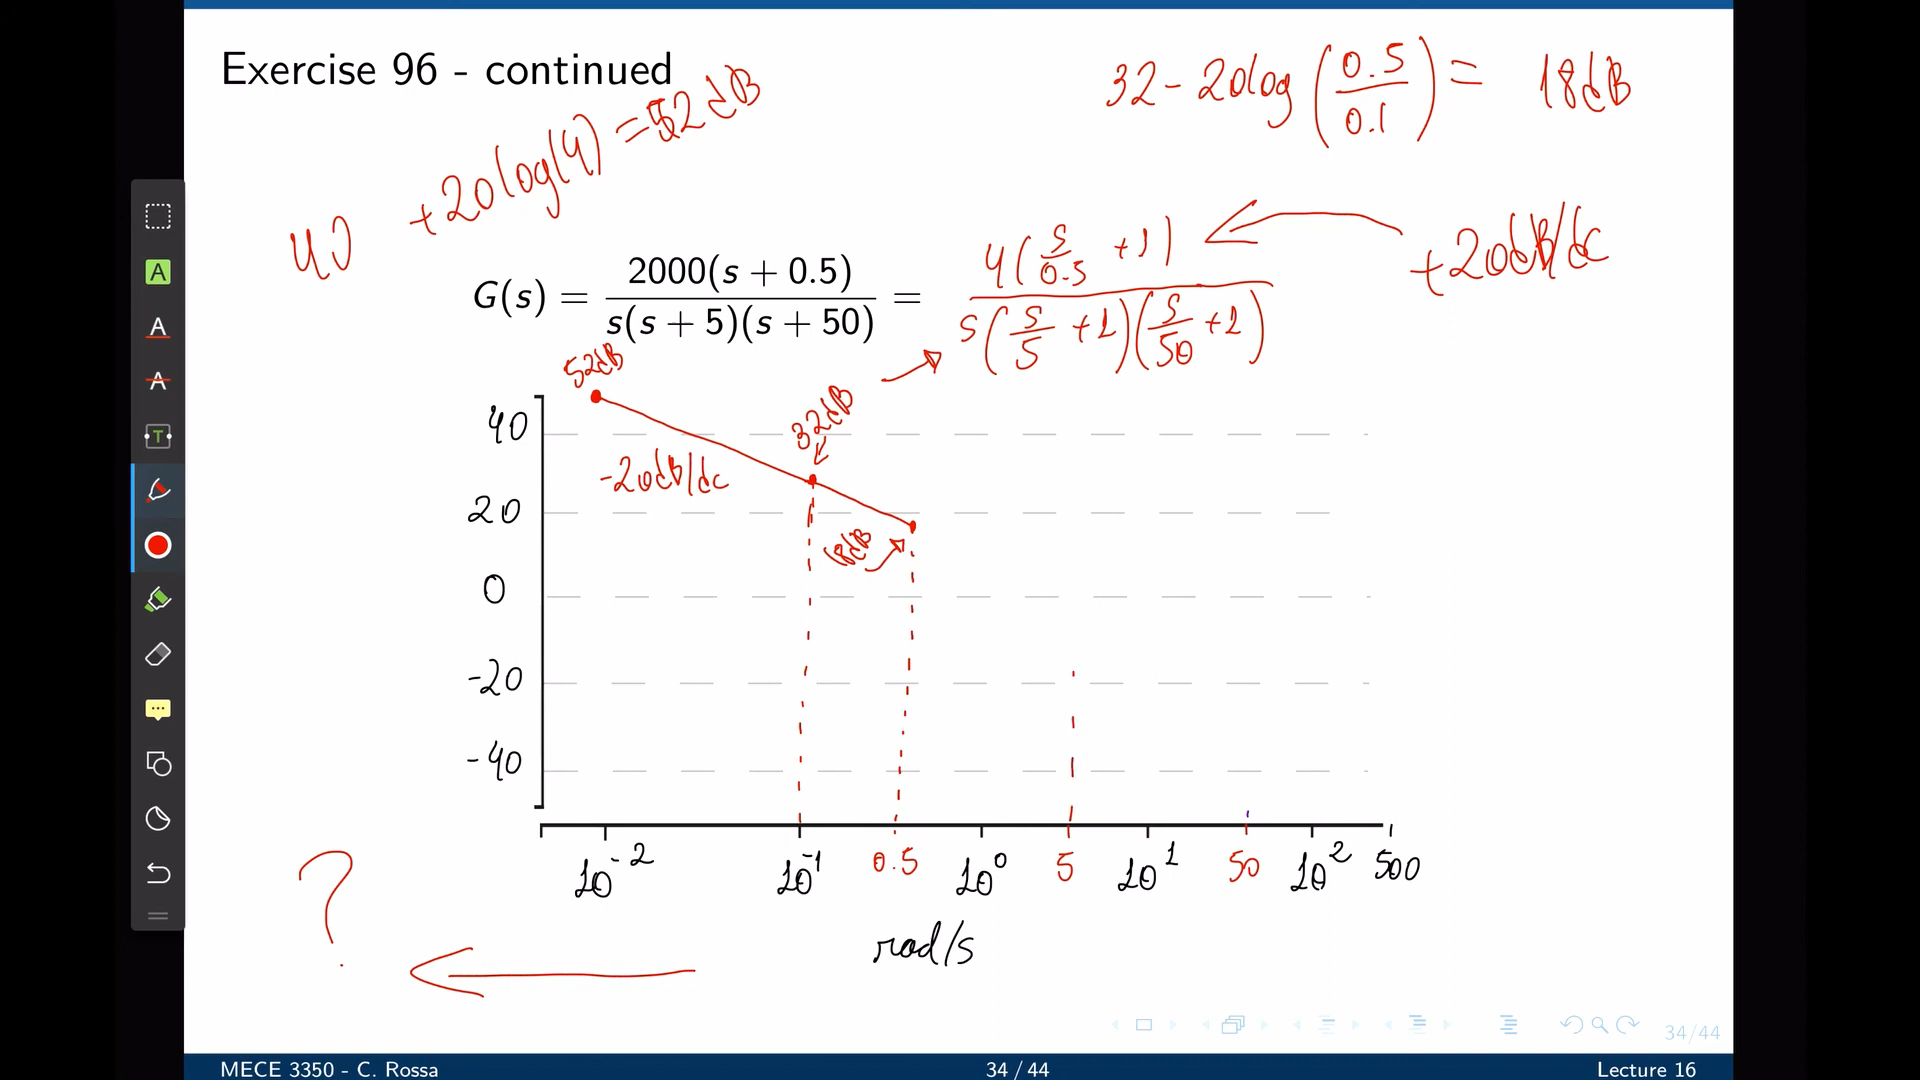 Exercise 96 - continued
32 - 20log(0.5/0.1) = 18dB
40 +20log(4) = 52dB
G(s) = 2000(s + 0.5) / s(s + 5)(s + 50) = 4(s/0.5 + 1) / s(s/5 + 1)(s/50 + 1)
+20dB/dc
52dB
32dB
40
-20dB/dc
20
18dB
0
-20
-40
10^-2 10^-1 0.5 10^0 5 10^1 50 10^2 500
?
rad/s
34/44
MECE 3350 - C. Rossa 34 / 44 Lecture 16
A
A
A
T